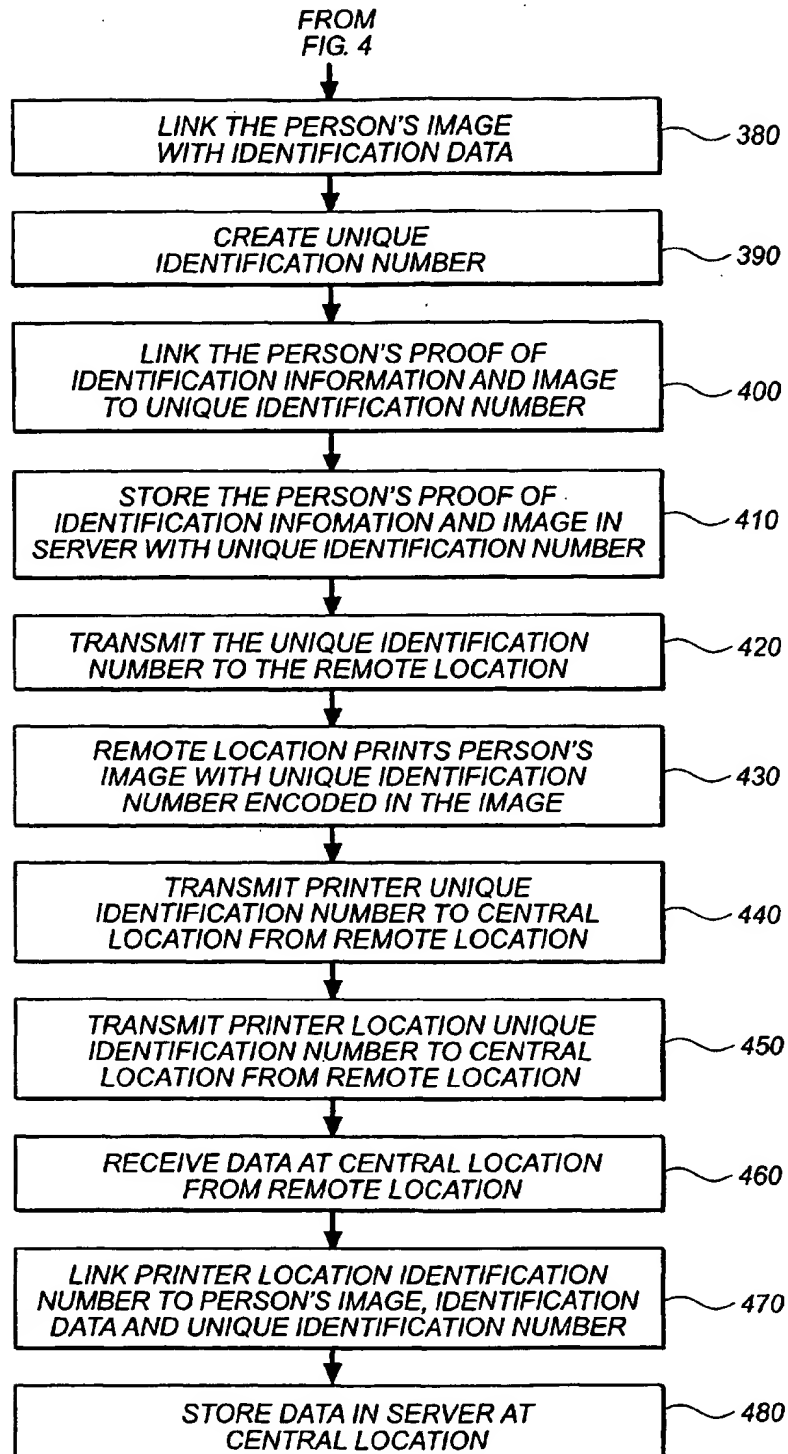 FROM
FIG. 4
LINK THE PERSON'S IMAGE
WITH IDENTIFICATION DATA
380
CREATE UNIQUE
IDENTIFICATION NUMBER
390
LINK THE PERSON'S PROOF OF
IDENTIFICATION INFORMATION AND IMAGE
TO UNIQUE IDENTIFICATION NUMBER
400
STORE THE PERSON'S PROOF OF
IDENTIFICATION INFOMATION AND IMAGE IN
SERVER WITH UNIQUE IDENTIFICATION NUMBER
410
TRANSMIT THE UNIQUE IDENTIFICATION
NUMBER TO THE REMOTE LOCATION
420
REMOTE LOCATION PRINTS PERSON'S
IMAGE WITH UNIQUE IDENTIFICATION
NUMBER ENCODED IN THE IMAGE
430
TRANSMIT PRINTER UNIQUE
IDENTIFICATION NUMBER TO CENTRAL
LOCATION FROM REMOTE LOCATION
440
TRANSMIT PRINTER LOCATION UNIQUE
IDENTIFICATION NUMBER TO CENTRAL
LOCATION FROM REMOTE LOCATION
450
RECEIVE DATA AT CENTRAL LOCATION
FROM REMOTE LOCATION
460
LINK PRINTER LOCATION IDENTIFICATION
NUMBER TO PERSON'S IMAGE, IDENTIFICATION
DATA AND UNIQUE IDENTIFICATION NUMBER
470
STORE DATA IN SERVER AT
CENTRAL LOCATION
480